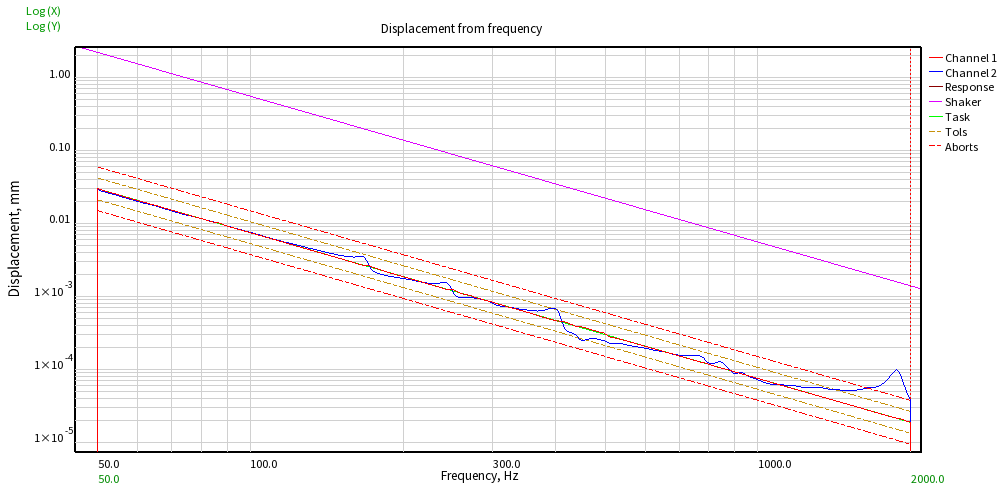 Log (X)
Log (Y)
Displacement from frequency
1.00
0.10
0.01
1×10⁻³
1×10⁻⁴
1×10⁻⁵
Displacement, mm
50.0 100.0 300.0 1000.0
Frequency, Hz
50.0 2000.0
Channel 1
Channel 2
Response
Shaker
Task
Tols
Aborts